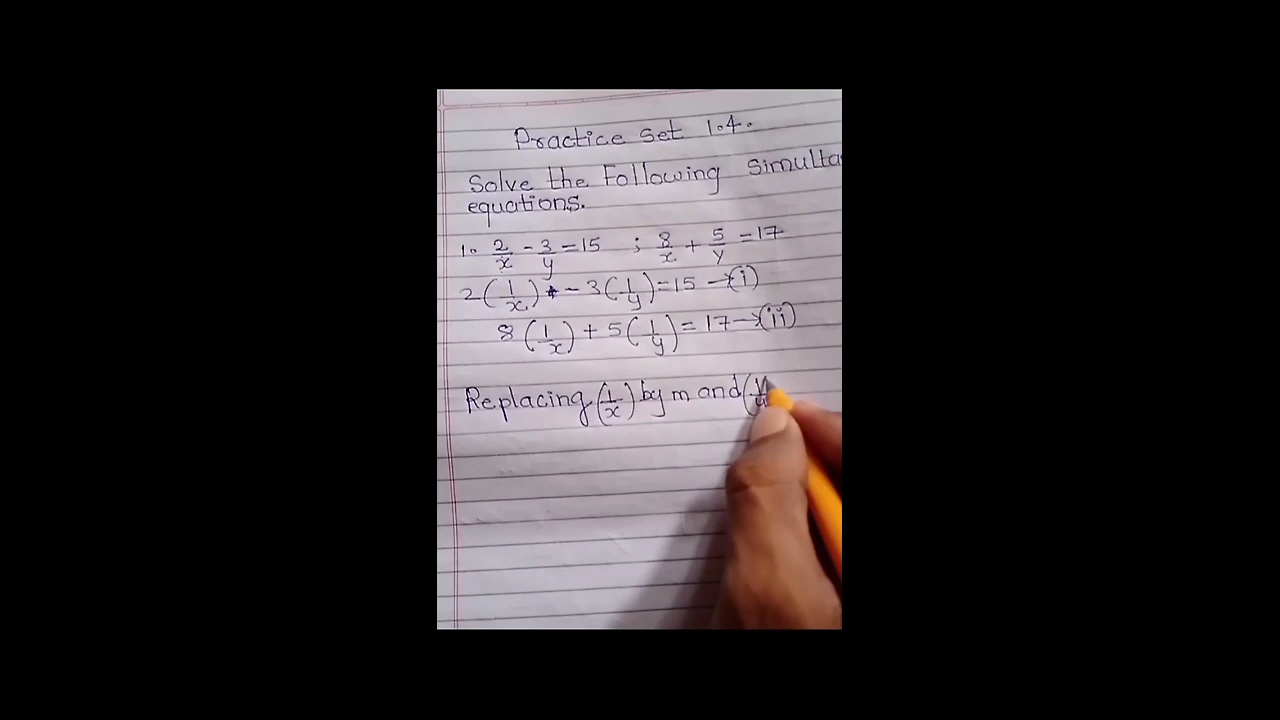 Practice Set 1.4.
Solve the Following Simulta
equations.
1. 2/x - 3/y = 15 ; 8/x + 5/y = 17
2(1/x) - 3(1/y) = 15 → (i)
8(1/x) + 5(1/y) = 17 → (ii)
Replacing (1/x) by m and (1/y